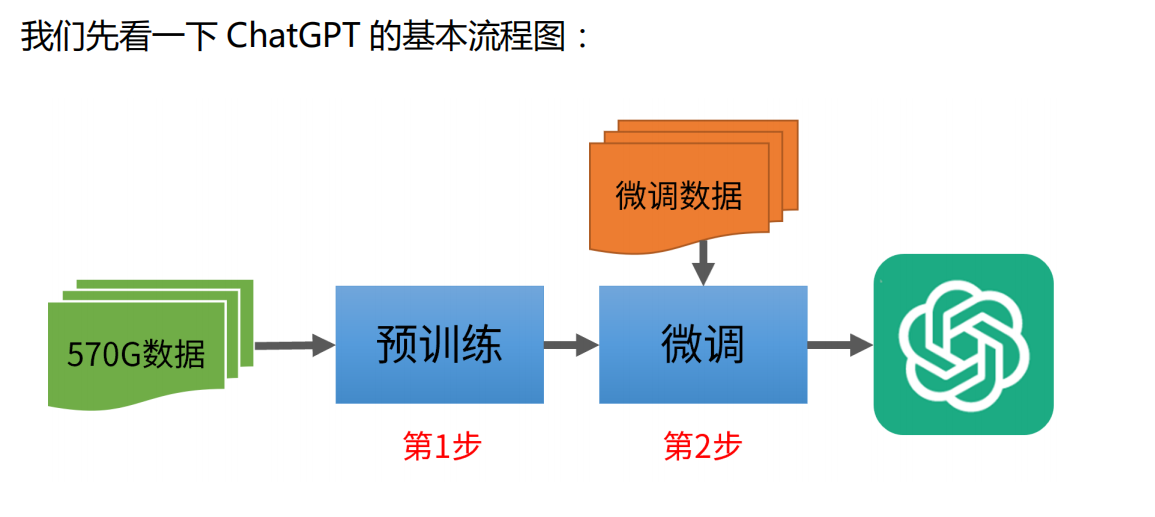 我们先看一下 ChatGPT 的基本流程图：
微调数据
570G数据
预训练
微调
第1步
第2步